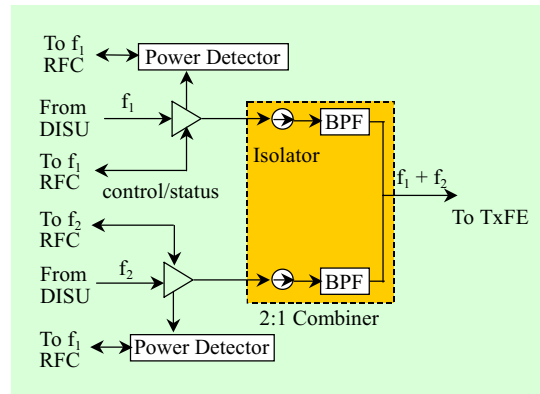 To f₁
RFC
Power Detector
From
DISU
f₁
BPF
Isolator
To f₁
RFC
control/status
f₁ + f₂
To TxFE
To f₂
RFC
From
DISU
f₂
BPF
2:1 Combiner
To f₁
RFC
Power Detector